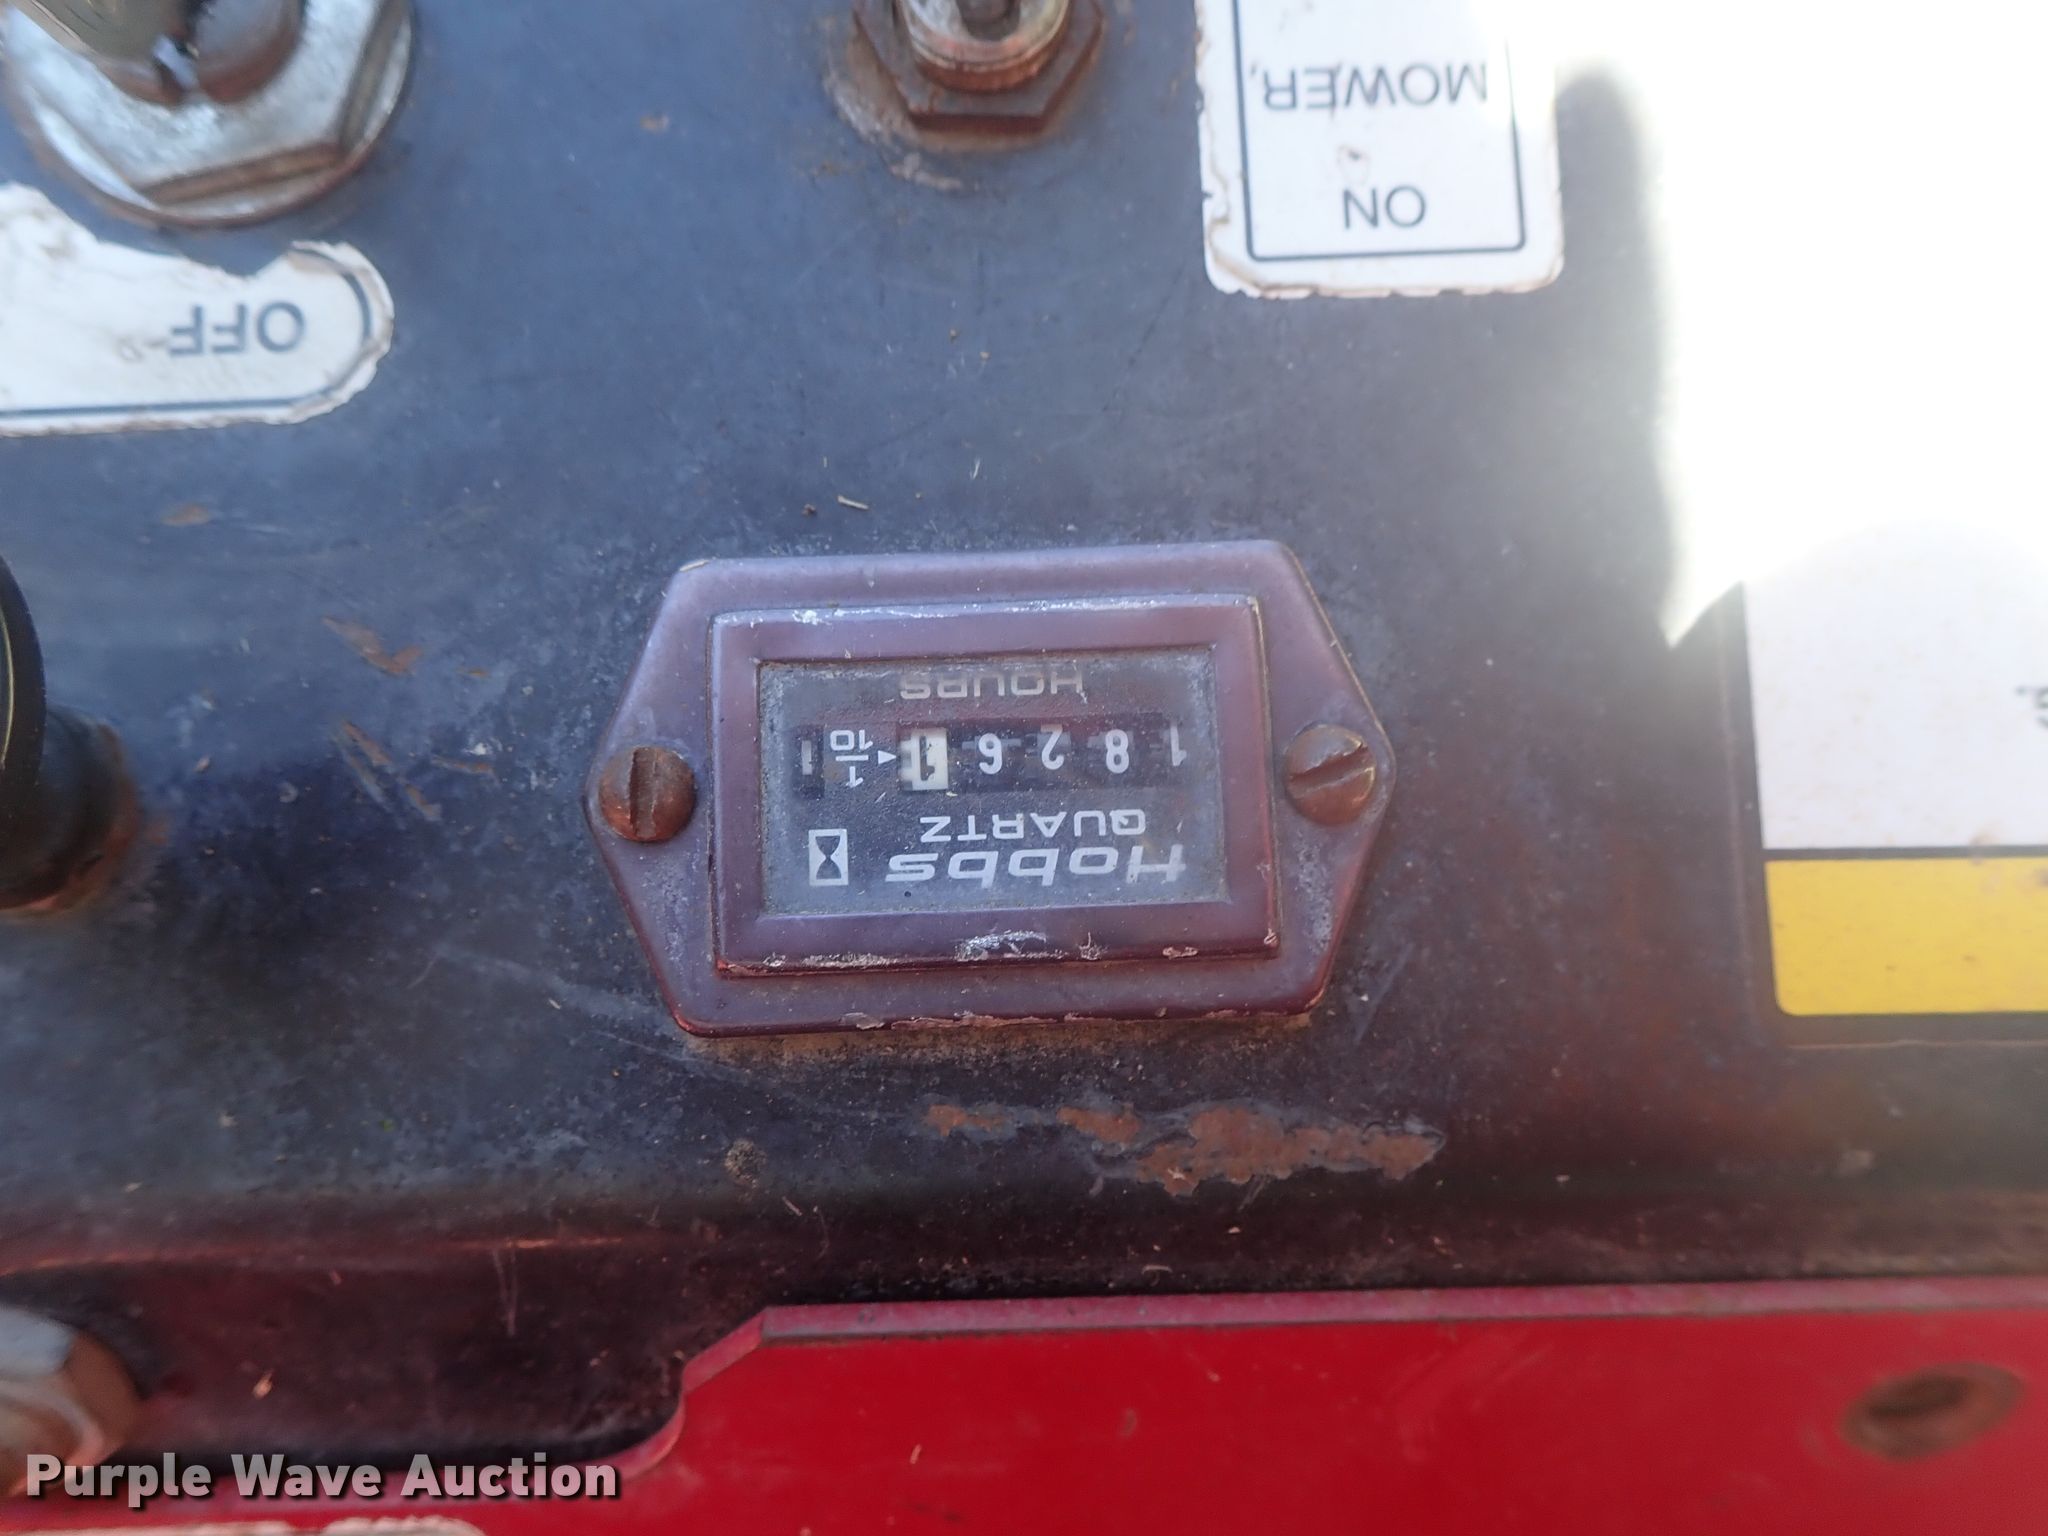 Hobbs
QUARTZ
1 8 2 6 1 1/10
HOURS
ON
MOWER,
OFF
Purple Wave Auction